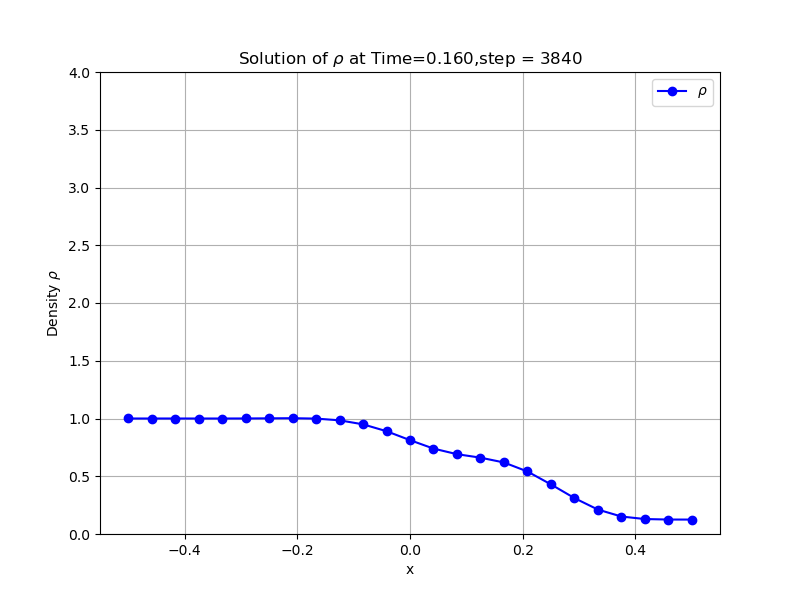 Solution of ρ at Time=0.160,step = 3840
ρ
Density ρ
4.0
3.5
3.0
2.5
2.0
1.5
1.0
0.5
0.0
−0.4 −0.2 0.0 0.2 0.4
x